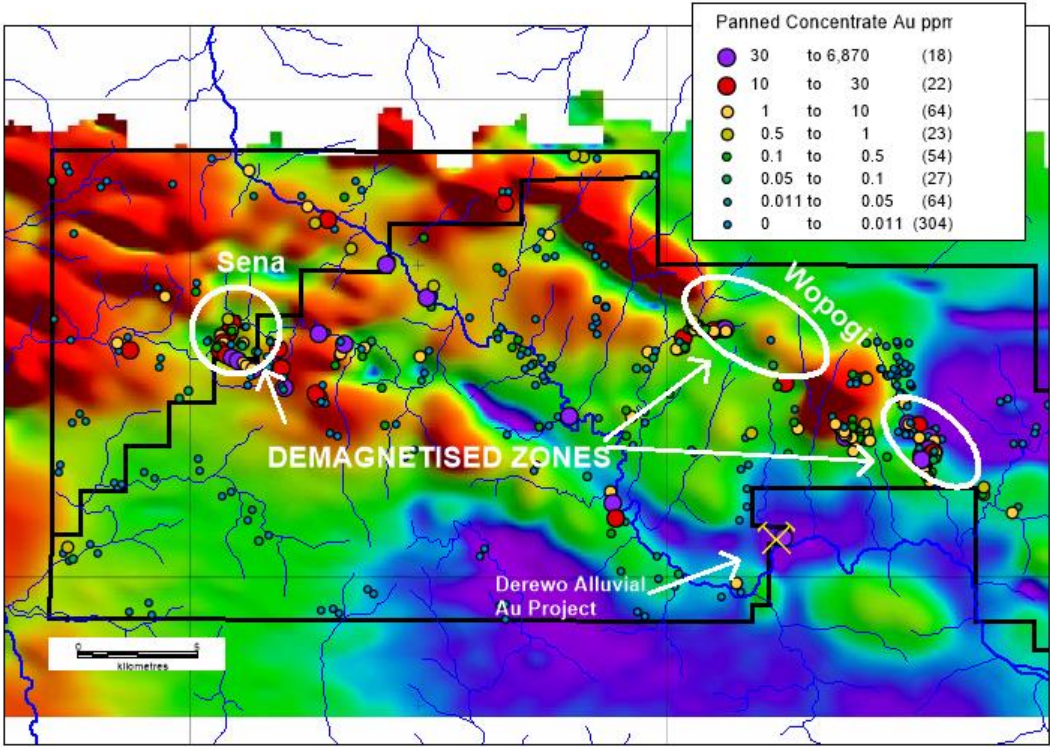 Panned Concentrate Au ppm
30 to 6,870 (18)
10 to 30 (22)
1 to 10 (64)
0.5 to 1 (23)
0.1 to 0.5 (54)
0.05 to 0.1 (27)
0.011 to 0.05 (64)
0 to 0.011 (304)
Sena
Wopogi
DEMAGNETISED ZONES
Derewo Alluvial
Au Project
0 5
kilometres